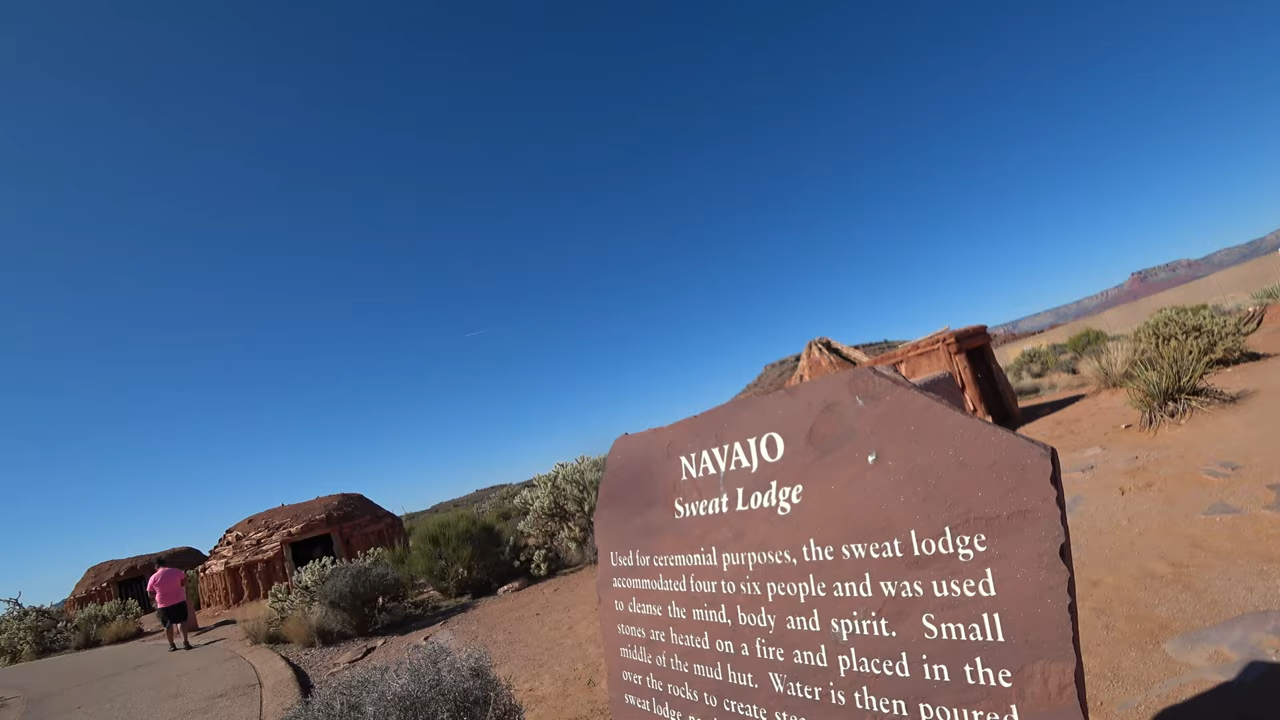 NAVAJO
Sweat Lodge
Used for ceremonial purposes, the sweat lodge
accommodated four to six people and was used
to cleanse the mind, body and spirit. Small
stones are heated on a fire and placed in the
middle of the mud hut. Water is then poured
over the rocks to create
sweat lodge